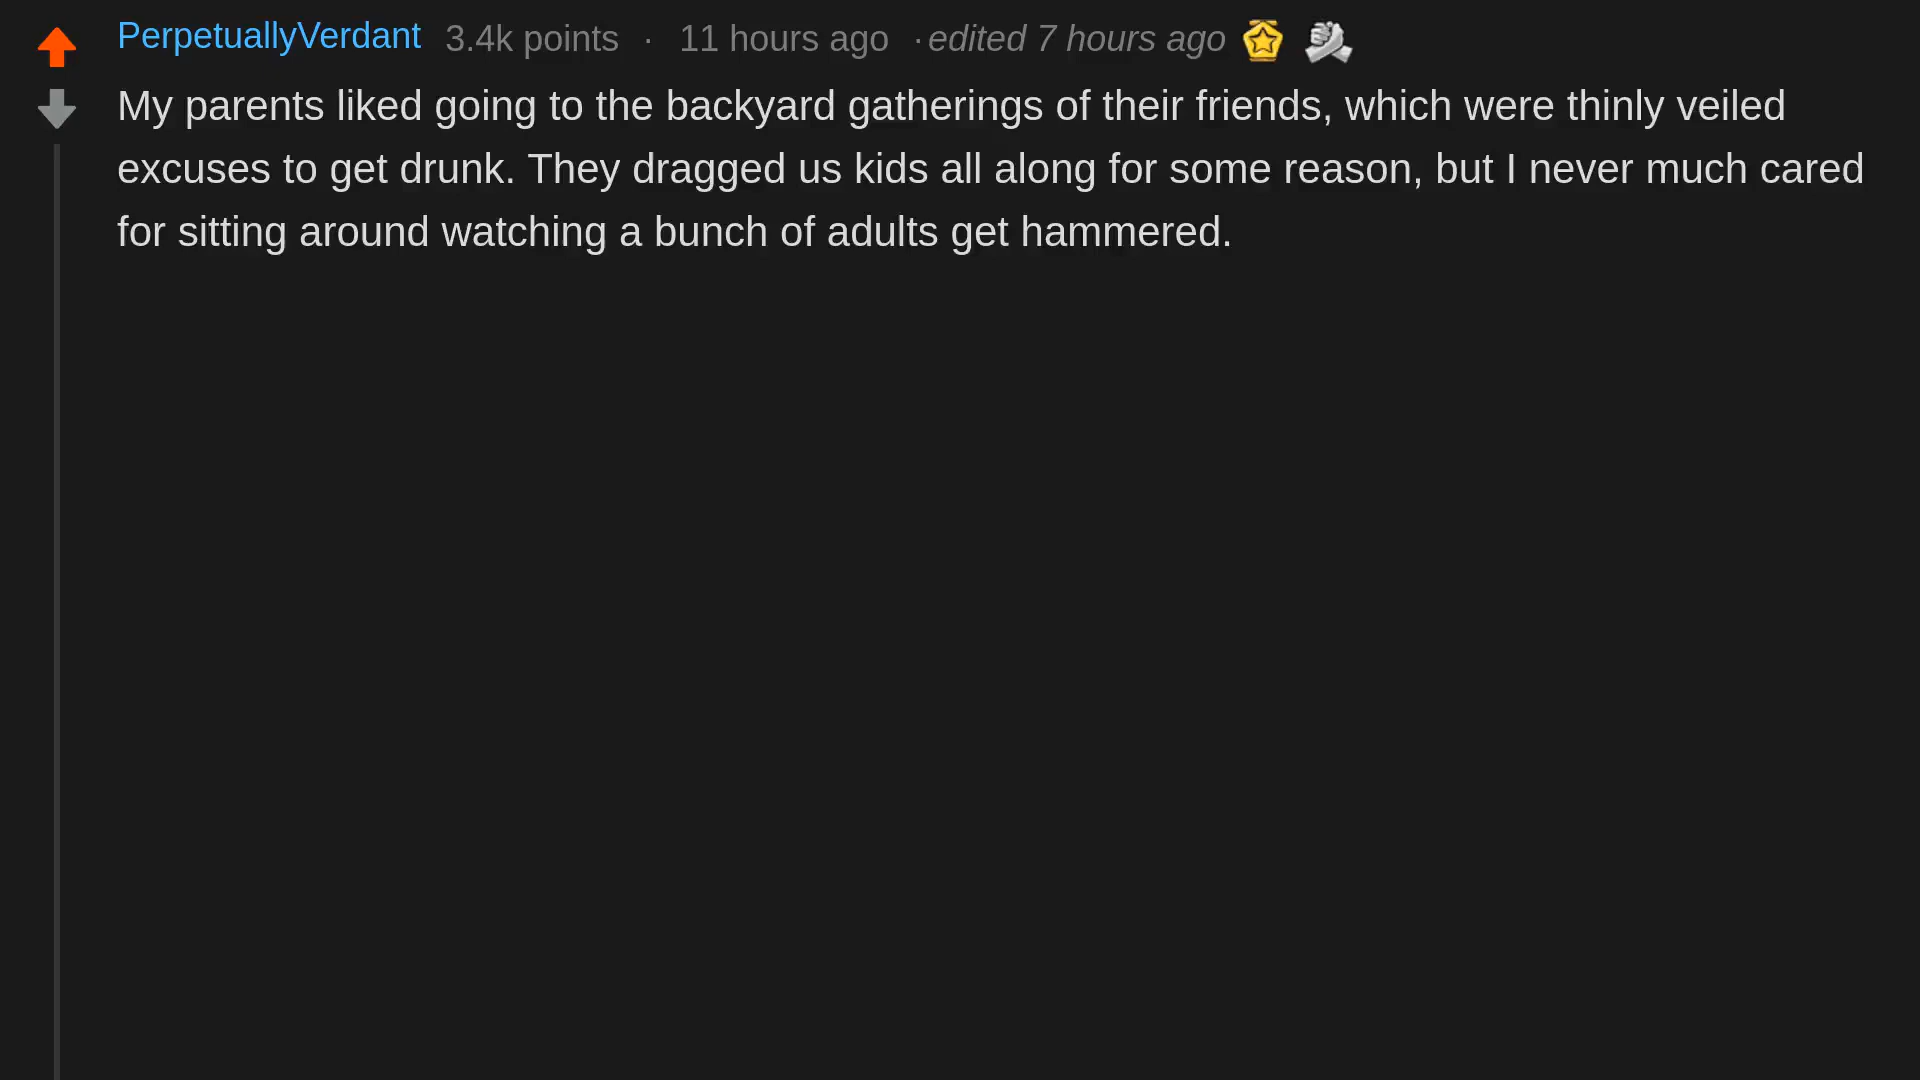 PerpetuallyVerdant 3.4k points · 11 hours ago · edited 7 hours ago
My parents liked going to the backyard gatherings of their friends, which were thinly veiled
excuses to get drunk. They dragged us kids all along for some reason, but I never much cared
for sitting around watching a bunch of adults get hammered.